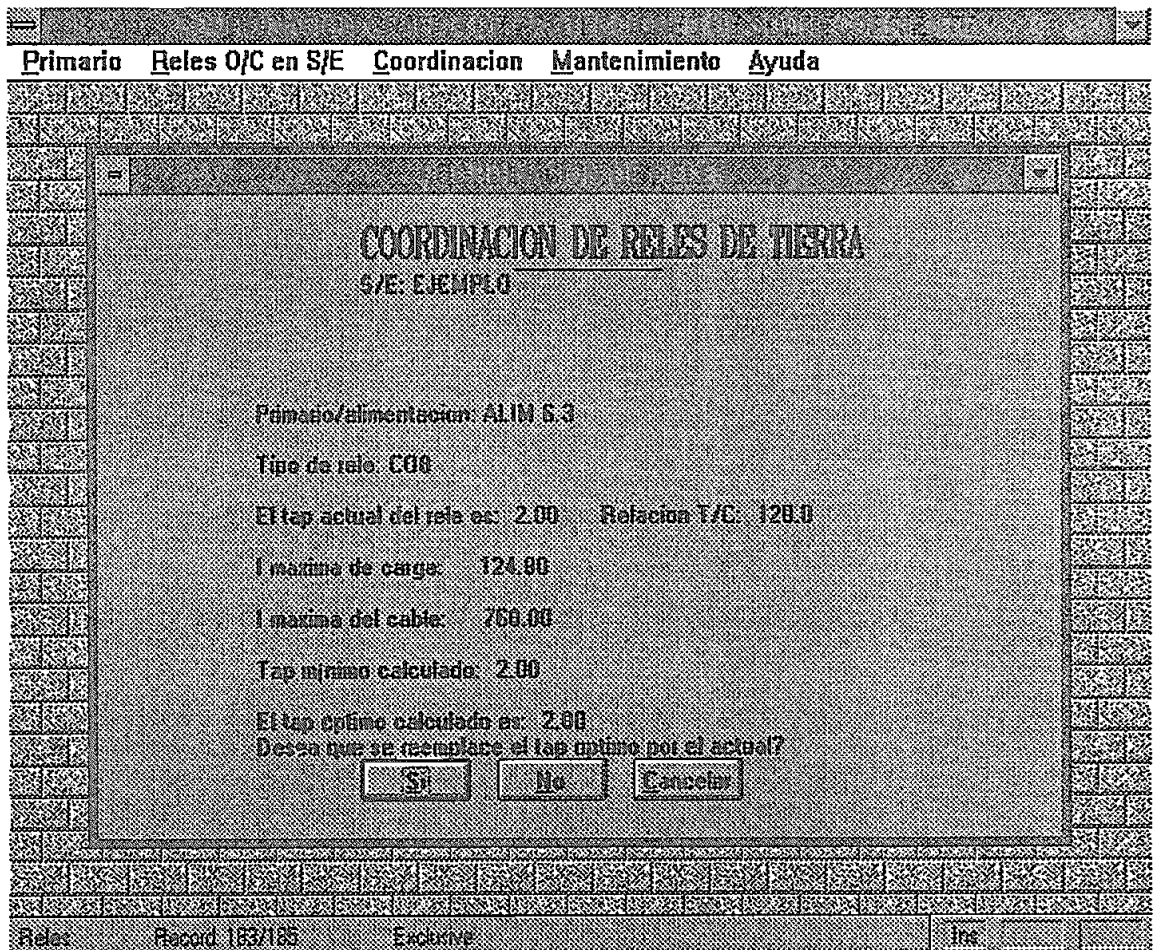 Primario Reles O/C en S/E Coordinacion Mantenimiento Ayuda
COORDINACION DE RELES
COORDINACION DE RELES DE TIERRA
S/E: EJEMPLO
Primario/alimentacion: ALIM S.3
Tipo de rele: CO8
El tap actual del rele es: 2.00 Relacion T/C: 120.0
I maxima de carga: 124.80
I maxima del cable: 760.00
Tap minimo calculado: 2.00
El tap optimo calculado es: 2.00
Desea que se reemplace el tap optimo por el actual?
Si No Cancelar
Reles Record 183/185 Exclusive Ins